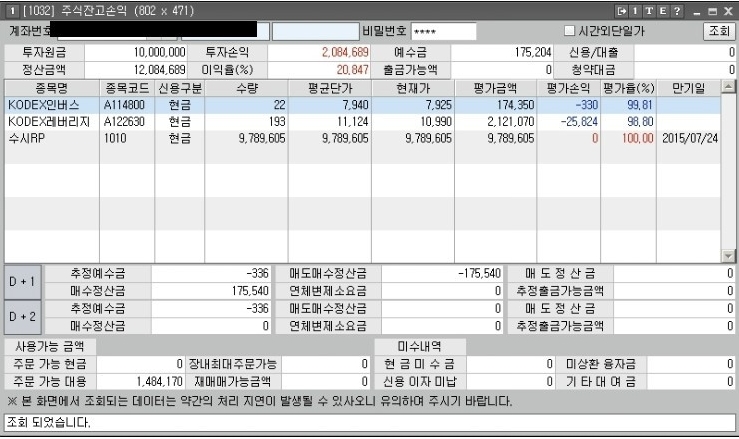 1 [1032] 주식잔고손익 (802 x 471) 1 T E ?
계좌번호 비밀번호 **** 시간외단일가 조회
투자원금 10,000,000 투자손익 2,084,689 예수금 175,204 신용/대출 0
정산금액 12,084,689 이익율(%) 20,847 출금가능액 0 청약대금 0
종목명 종목코드 신용구분 수량 평균단가 현재가 평가금액 평가손익 평가율(%) 만기일
KODEX인버스 A114800 현금 22 7,940 7,925 174,350 -330 99,81
KODEX레버리지 A122630 현금 193 11,124 10,990 2,121,070 -25,824 98,80
수시RP 1010 현금 9,789,605 9,789,605 9,789,605 9,789,605 0 100,00 2015/07/24
D + 1 추정예수금 -336 매도매수정산금 -175,540 매 도 정 산 금 0
매수정산금 175,540 연체변제소요금 0 추정출금가능금액 0
D + 2 추정예수금 -336 매도매수정산금 0 매 도 정 산 금 0
매수정산금 0 연체변제소요금 0 추정출금가능금액 0
사용가능 금액 미수내역
주문 가능 현금 0 장내최대주문가능 0 현 금 미 수 금 0 미상환 융자금 0
주문 가능 대용 1,484,170 재매매가능금액 0 신용 이자 미납 0 기 타 대 여 금 0
※ 본 화면에서 조회되는 데이터는 약간의 처리 지연이 발생될 수 있사오니 유의하여 주시기 바랍니다.
조회 되었습니다.